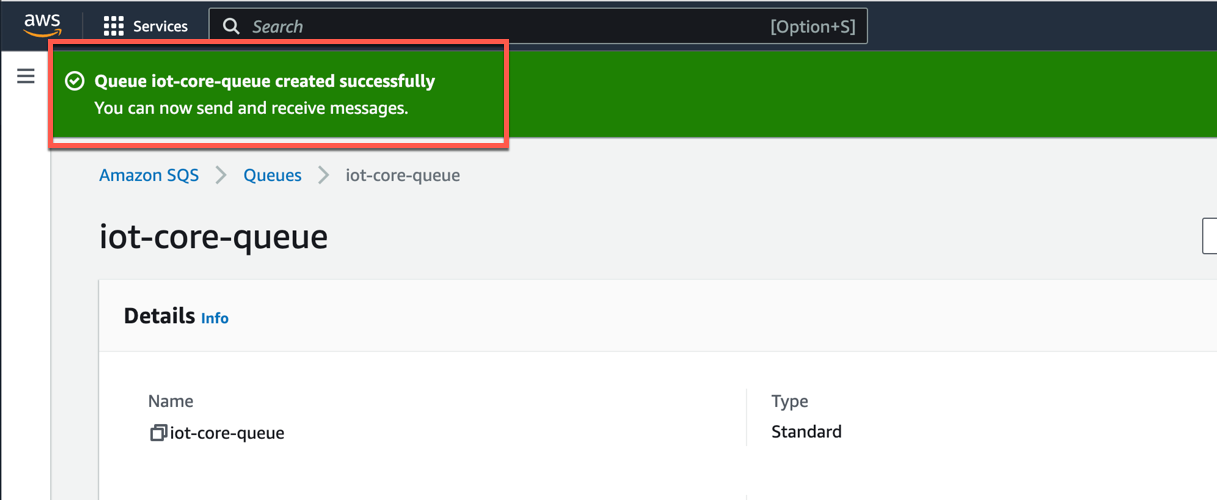 aws Services Search [Option+S]
Queue iot-core-queue created successfully
You can now send and receive messages.
Amazon SQS Queues iot-core-queue
iot-core-queue
Details Info
Name
iot-core-queue
Type
Standard